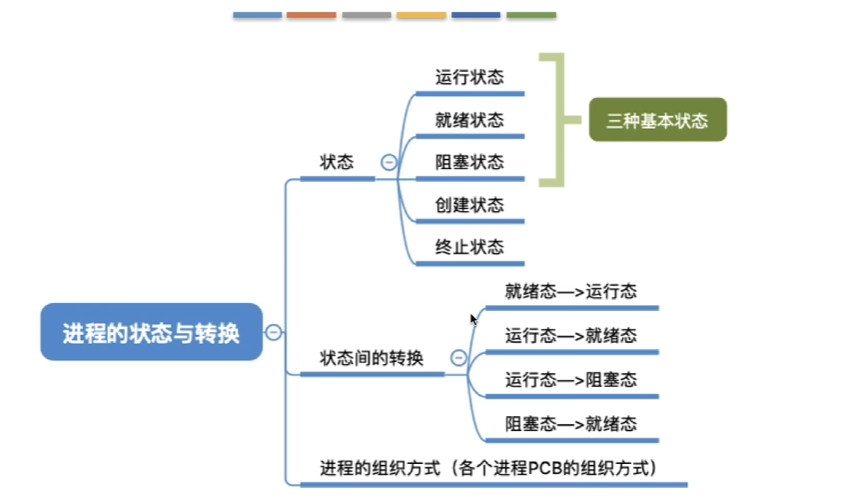 运行状态
就绪状态
三种基本状态
状态
阻塞状态
创建状态
终止状态
就绪态—>运行态
进程的状态与转换
运行态—>就绪态
状态间的转换
运行态—>阻塞态
阻塞态—>就绪态
进程的组织方式（各个进程PCB的组织方式）